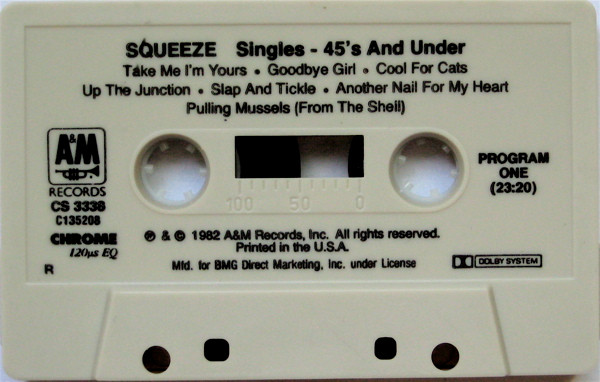 SQUEEZE Singles - 45's And Under
Take Me I'm Yours • Goodbye Girl • Cool For Cats
Up The Junction • Slap And Tickle • Another Nail For My Heart
Pulling Mussels (From The Shell)
A&M
RECORDS
CS 3338
C135208
CHROME
120µs EQ
R
PROGRAM
ONE
(23:20)
100 50 0
℗ & © 1982 A&M Records, Inc. All rights reserved.
Printed in the U.S.A.
Mfd. for BMG Direct Marketing, Inc. under License
DOLBY SYSTEM